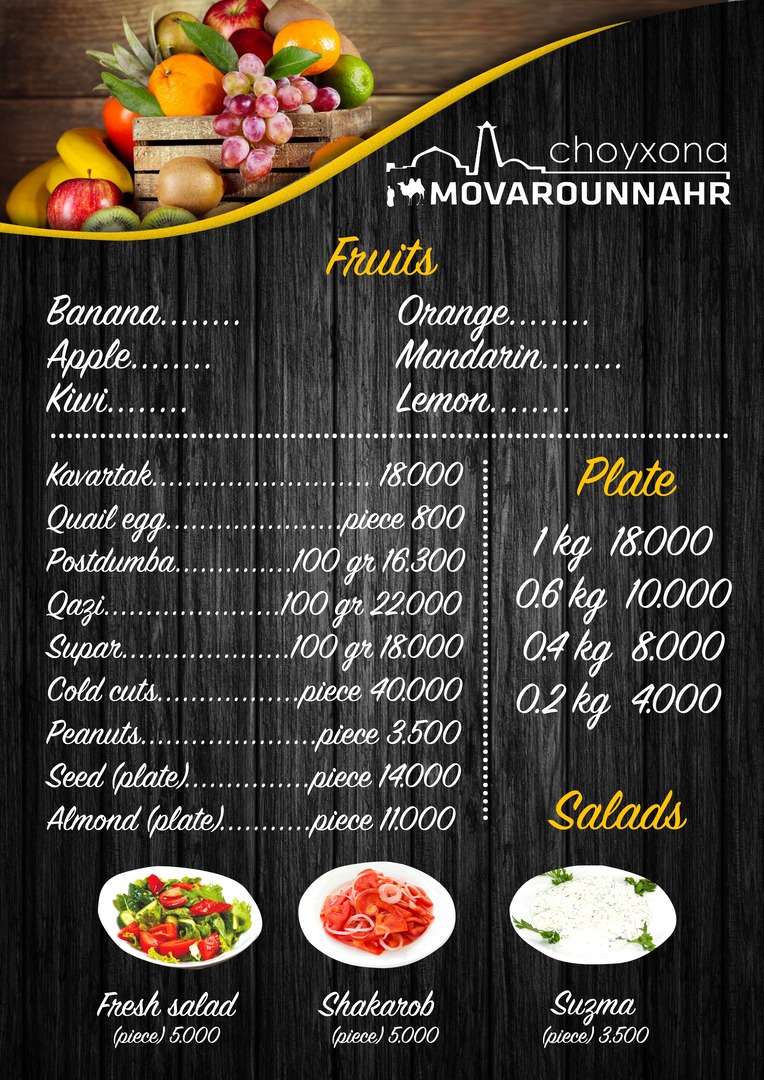 choyxona
MOVAROUNNAHR
Fruits
Banana........
Apple........
Kiwi........
Orange........
Mandarin........
Lemon........
Kavartak.......................... 18.000
Quail egg.....................piece 800
Postdumba..............100 gr 16.300
Qazi.....................100 gr 22.000
Supar....................100 gr 18.000
Cold cuts.................piece 40.000
Peanuts.....................piece 3.500
Seed (plate)...............piece 14.000
Almond (plate)...........piece 11.000
Plate
1 kg 18.000
0.6 kg 10.000
0.4 kg 8.000
0.2 kg 4.000
Salads
Fresh salad
(piece) 5.000
Shakarob
(piece) 5.000
Suzma
(piece) 3.500